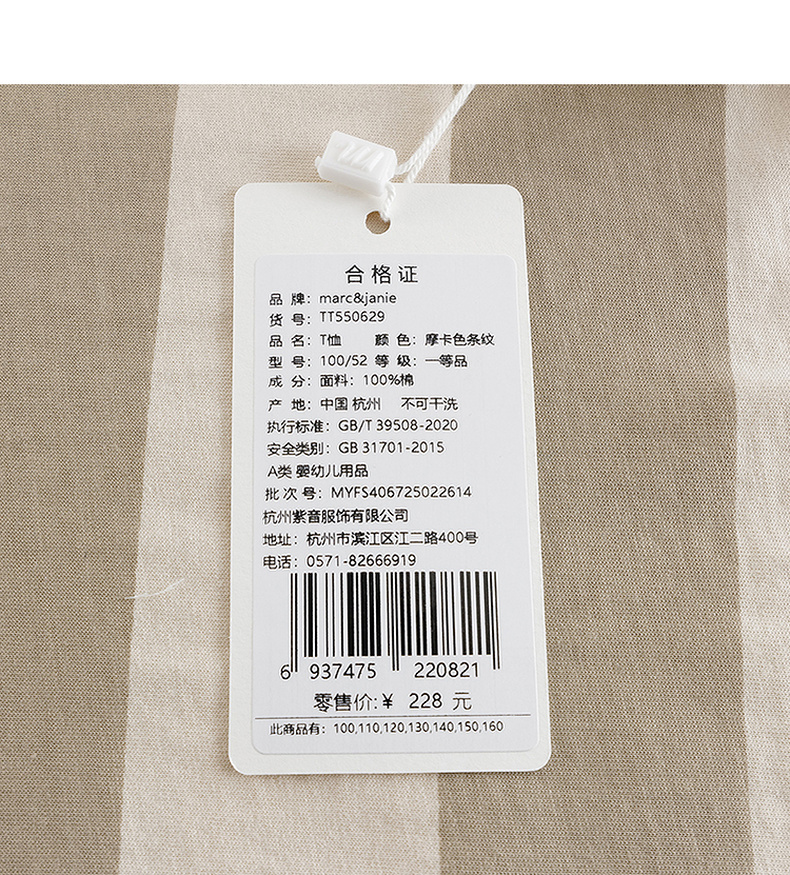 合格证
品 牌：marc&janie
货 号：TT550629
品 名：T恤 颜 色：摩卡色条纹
型 号：100/52 等 级：一等品
成 分：面料：100%棉
产 地：中国 杭州 不可干洗
执行标准：GB/T 39508-2020
安全类别：GB 31701-2015
A类 婴幼儿用品
批 次 号：MYFS406725022614
杭州紫音服饰有限公司
地址：杭州市滨江区江二路400号
电话：0571-82666919
6 937475 220821
零售价:¥ 228 元
此商品有：100,110,120,130,140,150,160